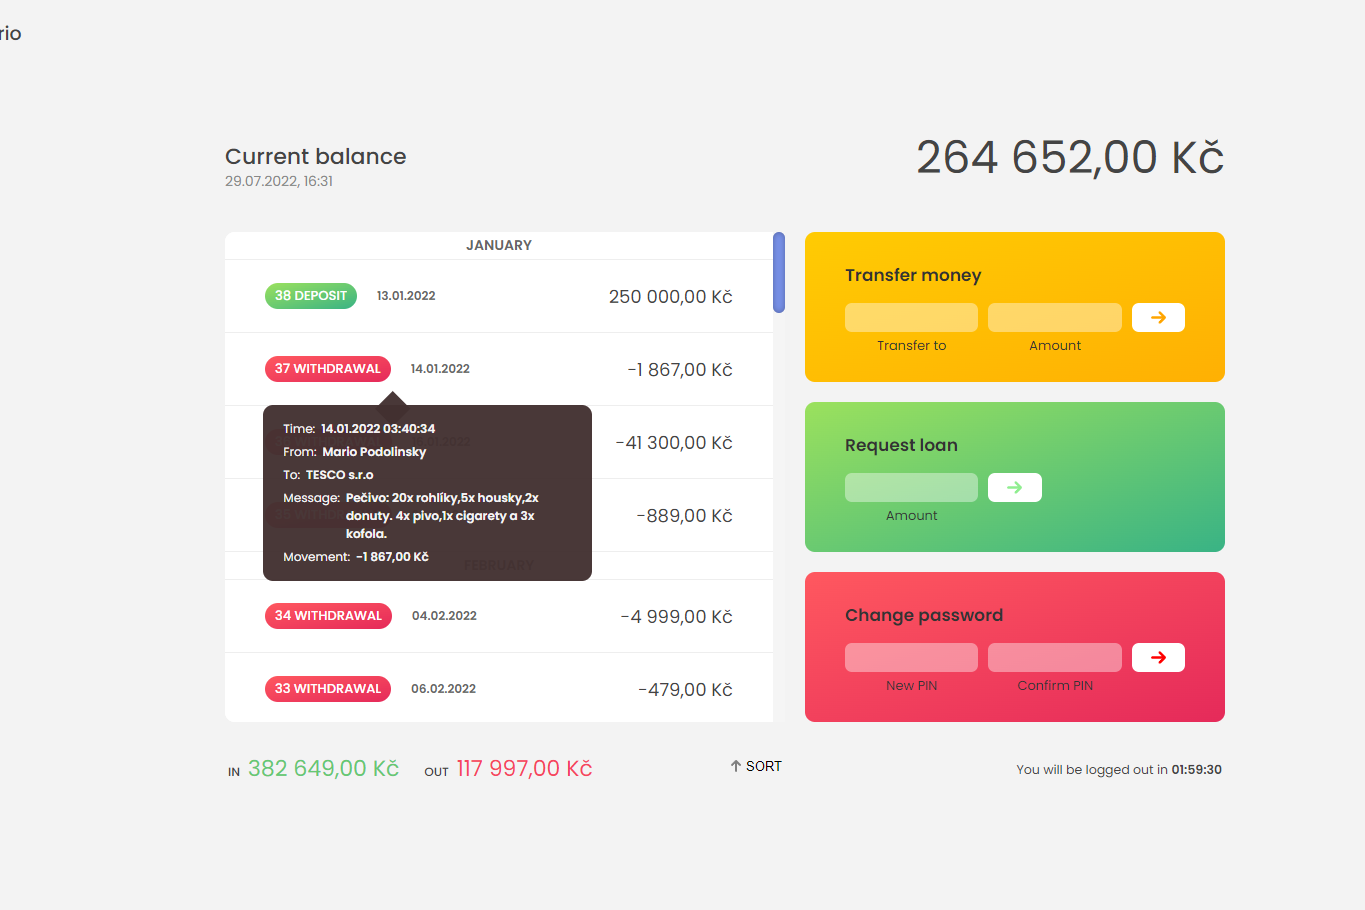 rio
Current balance
29.07.2022, 16:31
264 652,00 Kč
JANUARY
38 DEPOSIT 13.01.2022 250 000,00 Kč
37 WITHDRAWAL 14.01.2022 -1 867,00 Kč
Time: 14.01.2022 03:40:34
From: Mario Podolinsky
To: TESCO s.r.o
Message: Pečivo: 20x rohlíky,5x housky,2x
donuty. 4x pivo,1x cigarety a 3x
kofola.
Movement: -1 867,00 Kč
-41 300,00 Kč
-889,00 Kč
FEBRUARY
34 WITHDRAWAL 04.02.2022 -4 999,00 Kč
33 WITHDRAWAL 06.02.2022 -479,00 Kč
IN 382 649,00 Kč OUT 117 997,00 Kč
SORT
Transfer money
Transfer to Amount
Request loan
Amount
Change password
New PIN Confirm PIN
You will be logged out in 01:59:30